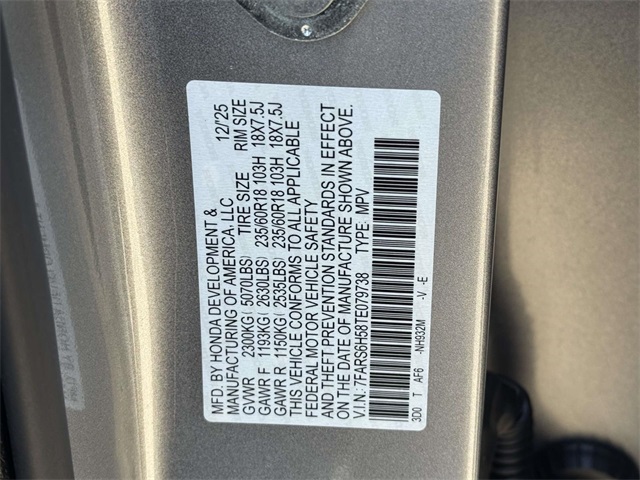 MFD. BY HONDA DEVELOPMENT & 12/'25
MANUFACTURING OF AMERICA, LLC
GVWR 2300KG( 5070LBS) TIRE SIZE RIM SIZE
GAWR F 1193KG( 2630LBS) 235/60R18 103H 18X7.5J
GAWR R 1150KG( 2535LBS) 235/60R18 103H 18X7.5J
THIS VEHICLE CONFORMS TO ALL APPLICABLE
FEDERAL MOTOR VEHICLE SAFETY
AND THEFT PREVENTION STANDARDS IN EFFECT
ON THE DATE OF MANUFACTURE SHOWN ABOVE.
V.I.N.: 7FARS6H58TE079738 TYPE: MPV
3D0 T AF6 -NH932M -V -E